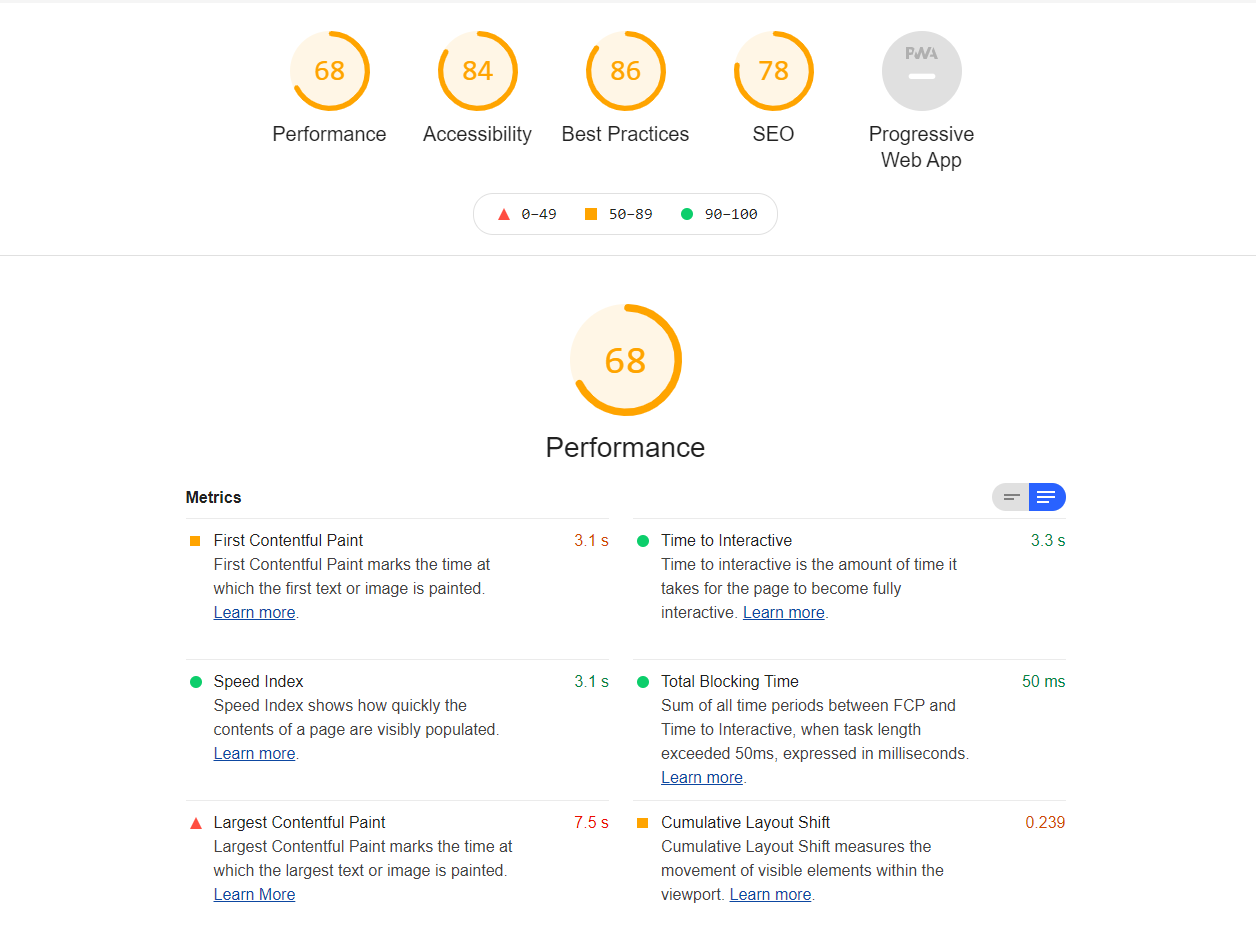 68 84 86 78 PWA
Performance Accessibility Best Practices SEO Progressive
Web App
0–49 50–89 90–100
68
Performance
Metrics
First Contentful Paint 3.1 s
First Contentful Paint marks the time at
which the first text or image is painted.
Learn more.
Time to Interactive 3.3 s
Time to interactive is the amount of time it
takes for the page to become fully
interactive. Learn more.
Speed Index 3.1 s
Speed Index shows how quickly the
contents of a page are visibly populated.
Learn more.
Total Blocking Time 50 ms
Sum of all time periods between FCP and
Time to Interactive, when task length
exceeded 50ms, expressed in milliseconds.
Learn more.
Largest Contentful Paint 7.5 s
Largest Contentful Paint marks the time at
which the largest text or image is painted.
Learn More
Cumulative Layout Shift 0.239
Cumulative Layout Shift measures the
movement of visible elements within the
viewport. Learn more.